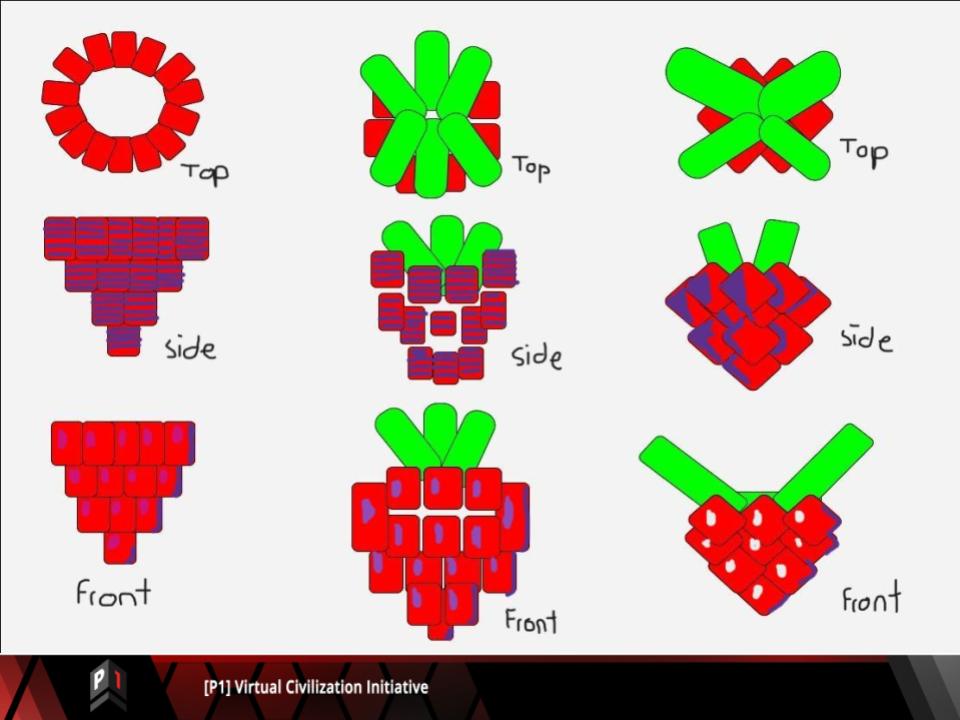 Top
Top
Top
side
side
side
Front
Front
Front
P1
[P1] Virtual Civilization Initiative